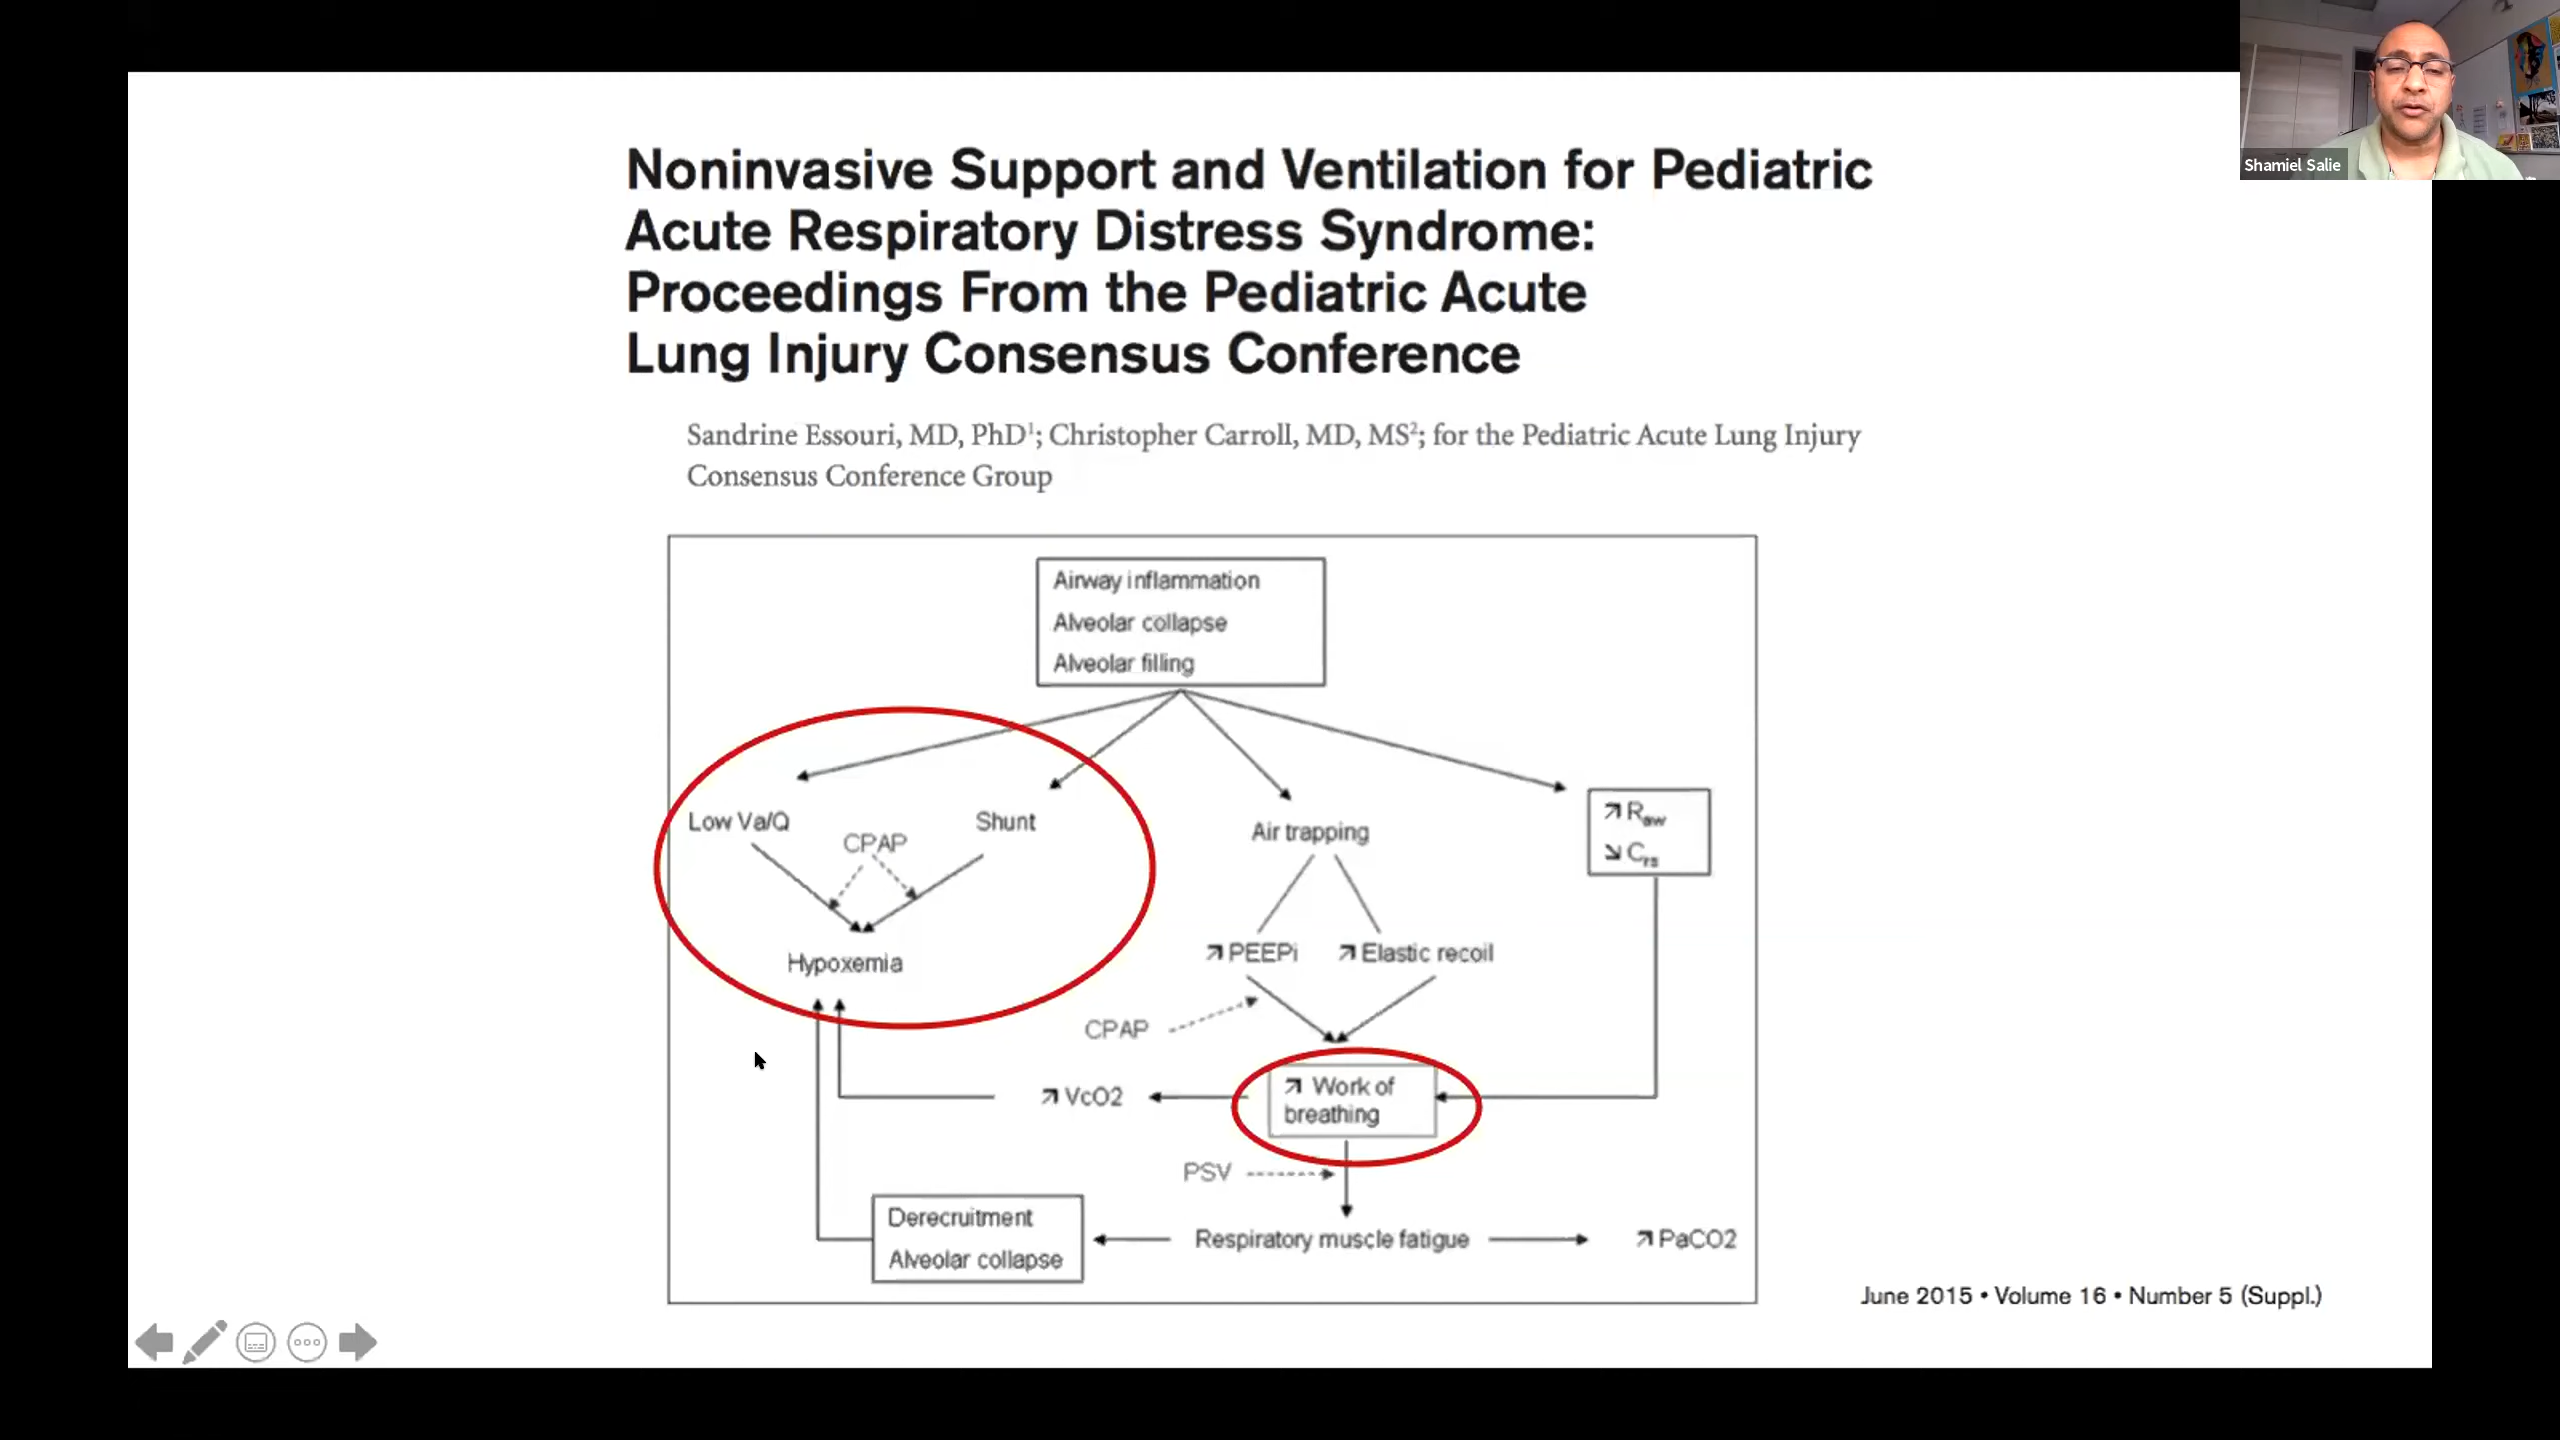 Shamiel Salie
Noninvasive Support and Ventilation for Pediatric
Acute Respiratory Distress Syndrome:
Proceedings From the Pediatric Acute
Lung Injury Consensus Conference
Sandrine Essouri, MD, PhD¹; Christopher Carroll, MD, MS²; for the Pediatric Acute Lung Injury
Consensus Conference Group
Airway inflammation
Alveolar collapse
Alveolar filling
Low Va/Q
CPAP
Shunt
Hypoxemia
Air trapping
↗ Raw
↘ Crs
↗ PEEPi
↗ Elastic recoil
CPAP
↗ VcO2
↗ Work of
breathing
PSV
Derecruitment
Alveolar collapse
Respiratory muscle fatigue
↗ PaCO2
June 2015 • Volume 16 • Number 5 (Suppl.)